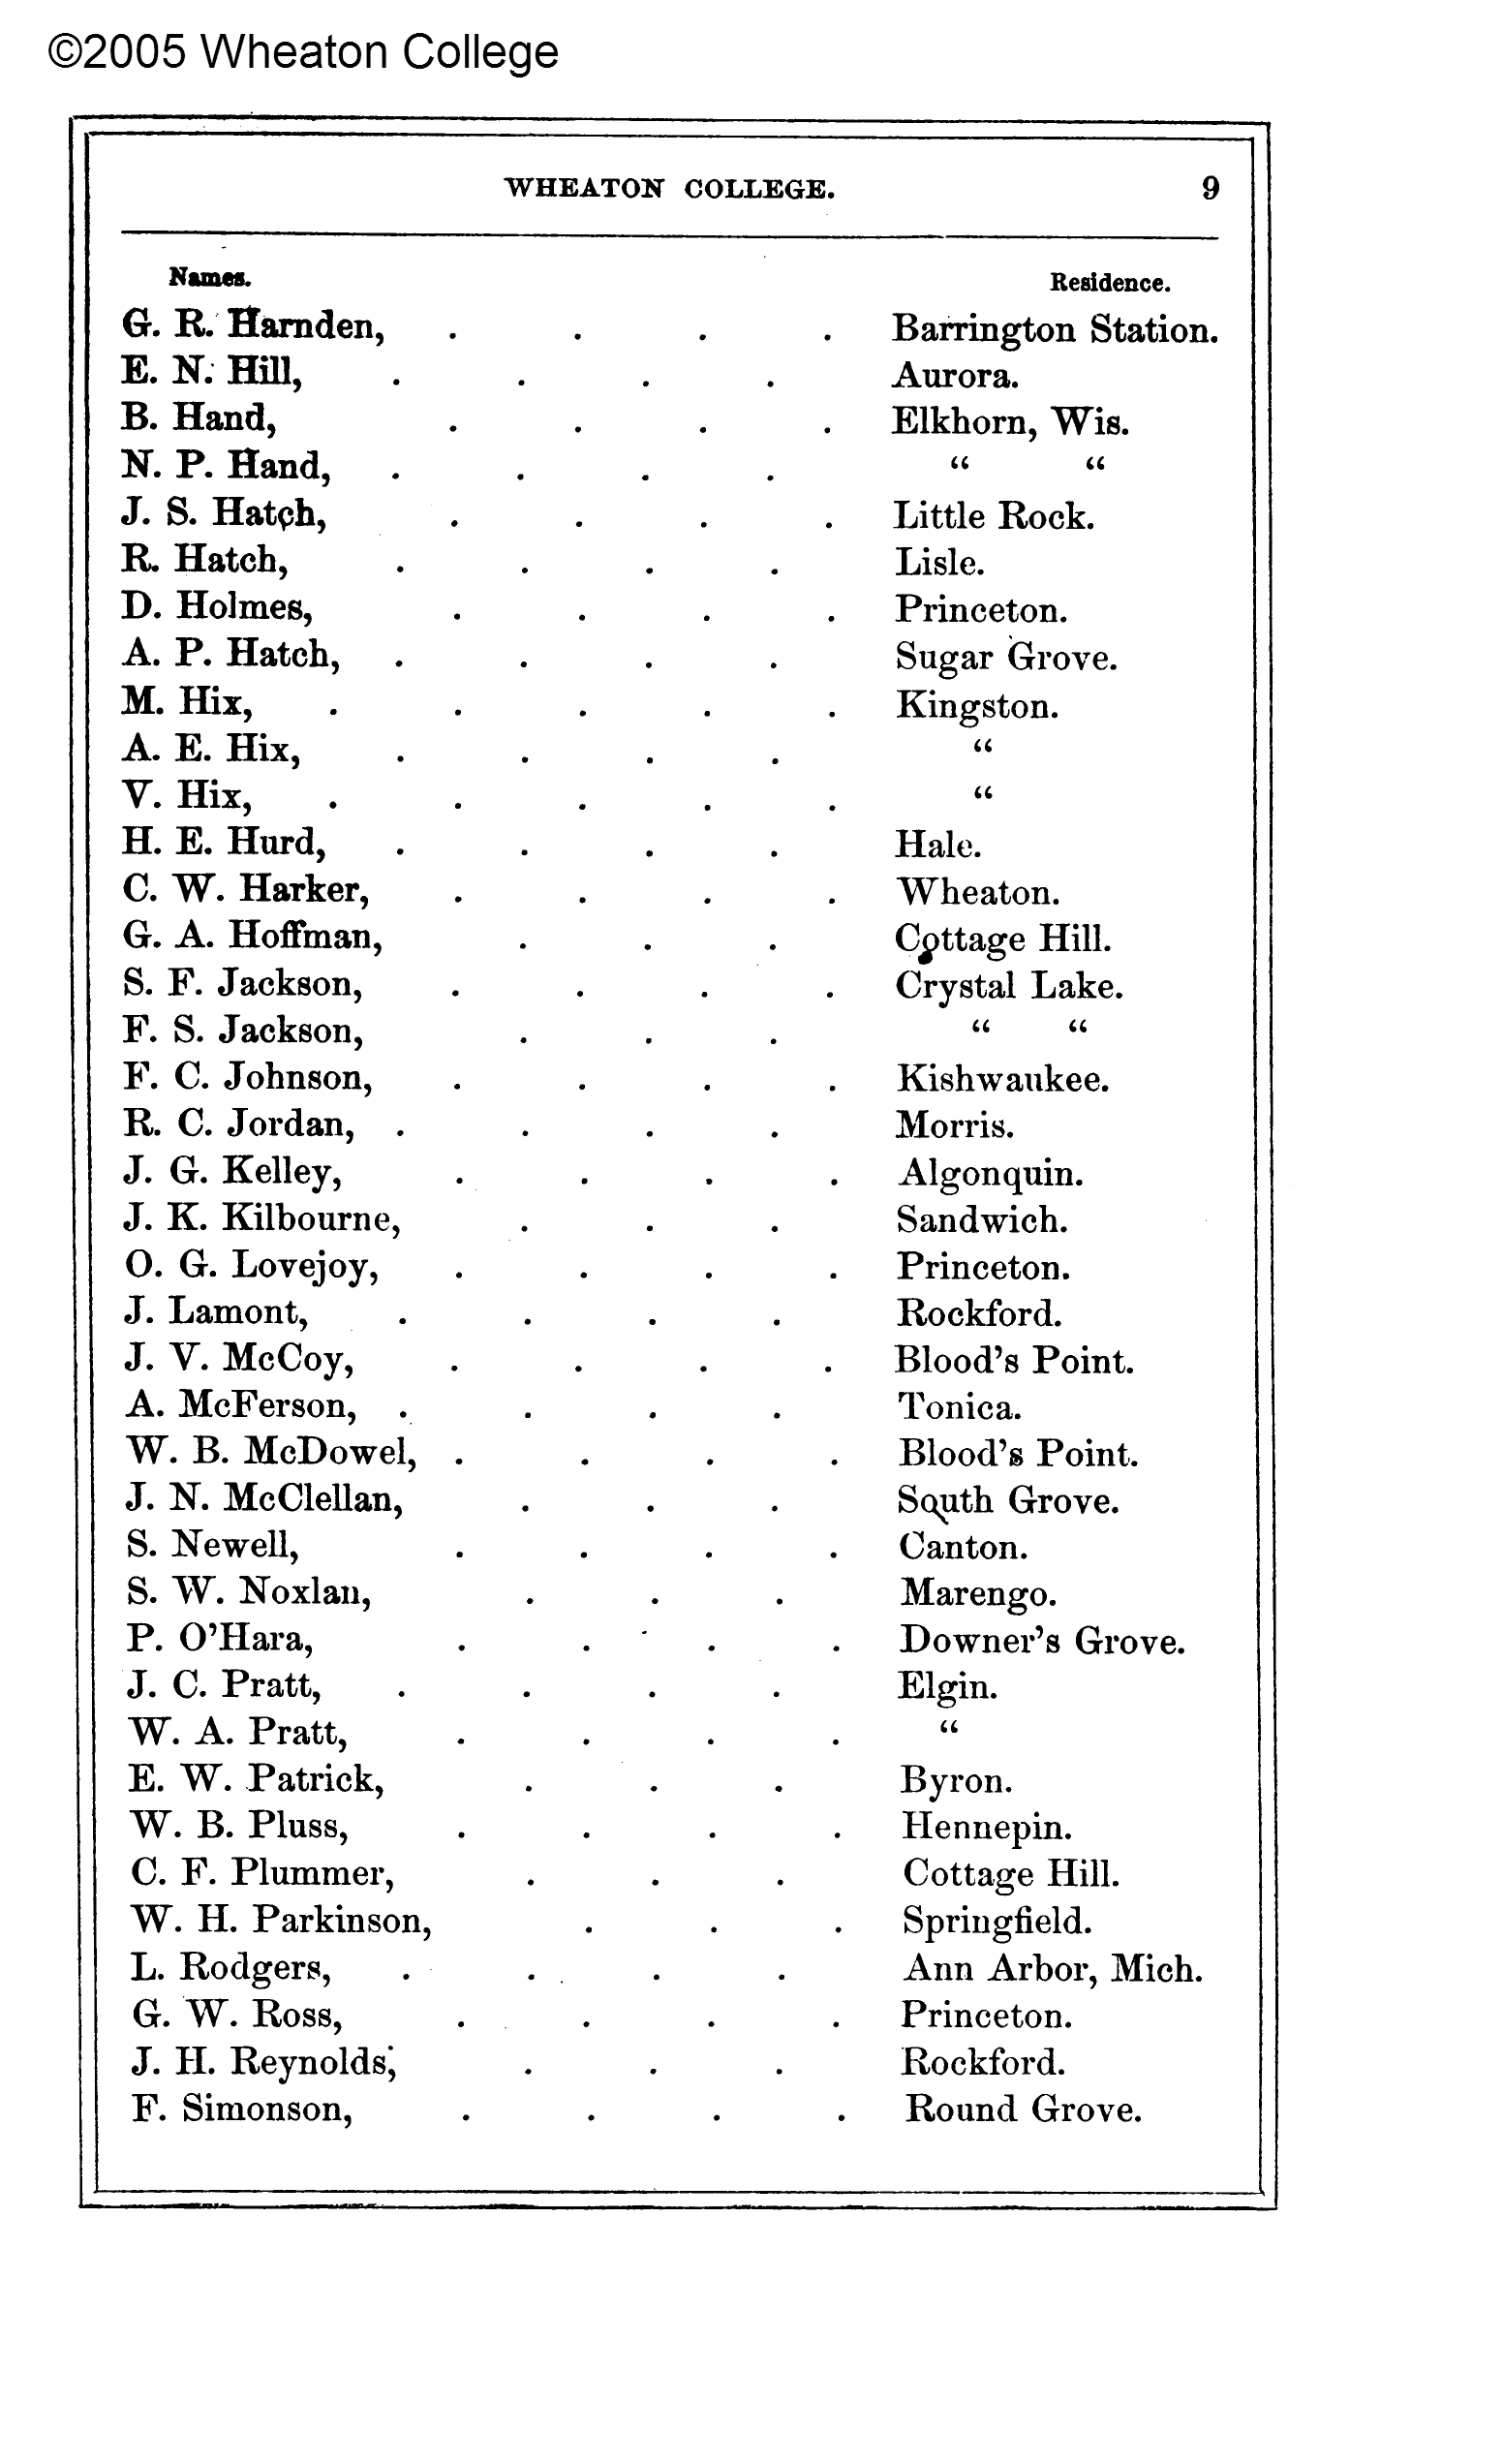 ©2005 Wheaton College
WHEATON COLLEGE. 9
Names. Residence.
G. R. Harnden, . . . . Barrington Station.
E. N. Hill, . . . . Aurora.
B. Hand, . . . . Elkhorn, Wis.
N. P. Hand, . . . . “ “
J. S. Hatch, . . . . Little Rock.
R. Hatch, . . . . Lisle.
D. Holmes, . . . . Princeton.
A. P. Hatch, . . . . Sugar Grove.
M. Hix, . . . . . Kingston.
A. E. Hix, . . . . “
V. Hix, . . . . . “
H. E. Hurd, . . . . Hale.
C. W. Harker, . . . . Wheaton.
G. A. Hoffman, . . . Cottage Hill.
S. F. Jackson, . . . . Crystal Lake.
F. S. Jackson, . . . “ “
F. C. Johnson, . . . . Kishwaukee.
R. C. Jordan, . . . . Morris.
J. G. Kelley, . . . . Algonquin.
J. K. Kilbourne, . . . Sandwich.
O. G. Lovejoy, . . . . Princeton.
J. Lamont, . . . . Rockford.
J. V. McCoy, . . . . Blood's Point.
A. McFerson, . . . . Tonica.
W. B. McDowel, . . . . Blood's Point.
J. N. McClellan, . . . South Grove.
S. Newell, . . . . Canton.
S. W. Noxlan, . . . Marengo.
P. O'Hara, . . . . Downer's Grove.
J. C. Pratt, . . . . Elgin.
W. A. Pratt, . . . . “
E. W. Patrick, . . . Byron.
W. B. Pluss, . . . . Hennepin.
C. F. Plummer, . . . Cottage Hill.
W. H. Parkinson, . . . Springfield.
L. Rodgers, . . . . Ann Arbor, Mich.
G. W. Ross, . . . . Princeton.
J. H. Reynolds, . . . Rockford.
F. Simonson, . . . . Round Grove.